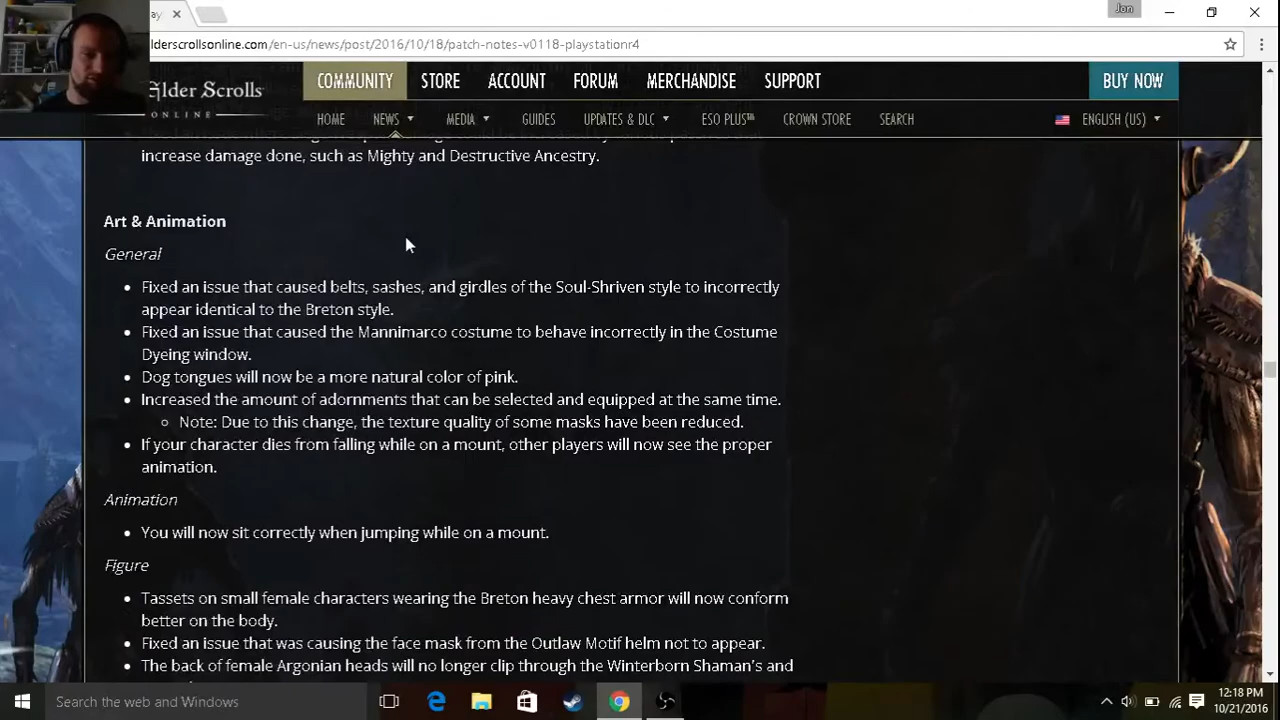 Jon
ay
lderscrollsonline.com/en-us/news/post/2016/10/18/patch-notes-v0118-playstationr4
Elder Scrolls
ONLINE
COMMUNITY STORE ACCOUNT FORUM MERCHANDISE SUPPORT
BUY NOW
HOME NEWS MEDIA GUIDES UPDATES & DLC ESO PLUS™ CROWN STORE SEARCH
ENGLISH (US)
increase damage done, such as Mighty and Destructive Ancestry.
Art & Animation
General
• Fixed an issue that caused belts, sashes, and girdles of the Soul-Shriven style to incorrectly
appear identical to the Breton style.
• Fixed an issue that caused the Mannimarco costume to behave incorrectly in the Costume
Dyeing window.
• Dog tongues will now be a more natural color of pink.
• Increased the amount of adornments that can be selected and equipped at the same time.
◦ Note: Due to this change, the texture quality of some masks have been reduced.
• If your character dies from falling while on a mount, other players will now see the proper
animation.
Animation
• You will now sit correctly when jumping while on a mount.
Figure
• Tassets on small female characters wearing the Breton heavy chest armor will now conform
better on the body.
• Fixed an issue that was causing the face mask from the Outlaw Motif helm not to appear.
• The back of female Argonian heads will no longer clip through the Winterborn Shaman's and
Search the web and Windows
12:18 PM
10/21/2016